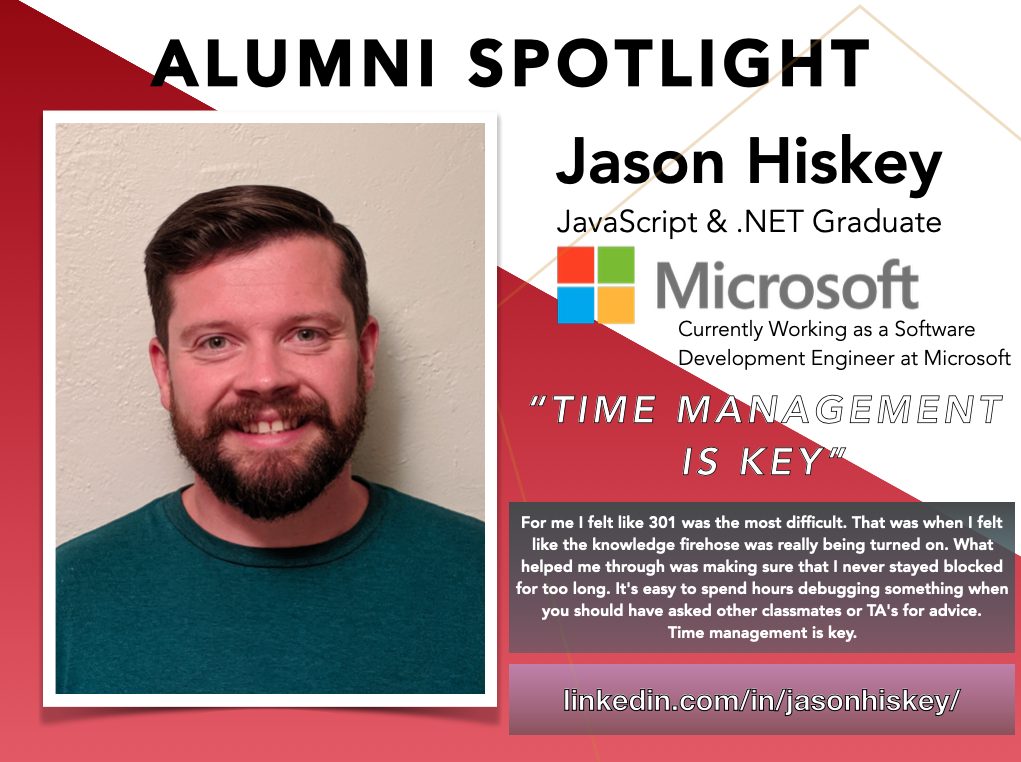 ALUMNI SPOTLIGHT
Jason Hiskey
JavaScript & .NET Graduate
Microsoft
Currently Working as a Software
Development Engineer at Microsoft
“TIME MANAGEMENT
IS KEY”
For me I felt like 301 was the most difficult. That was when I felt
like the knowledge firehose was really being turned on. What
helped me through was making sure that I never stayed blocked
for too long. It's easy to spend hours debugging something when
you should have asked other classmates or TA's for advice.
Time management is key.
linkedin.com/in/jasonhiskey/